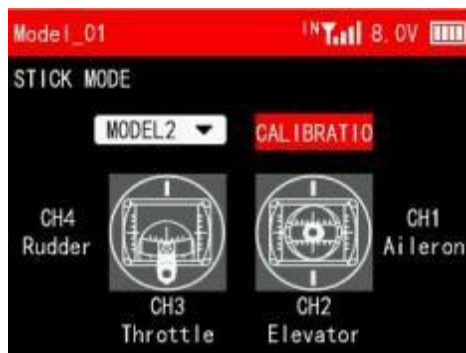 Model_01 IN 8.0V
STICK MODE
MODEL2 CALIBRATIO
CH4
Rudder
CH1
Aileron
CH3
Throttle
CH2
Elevator